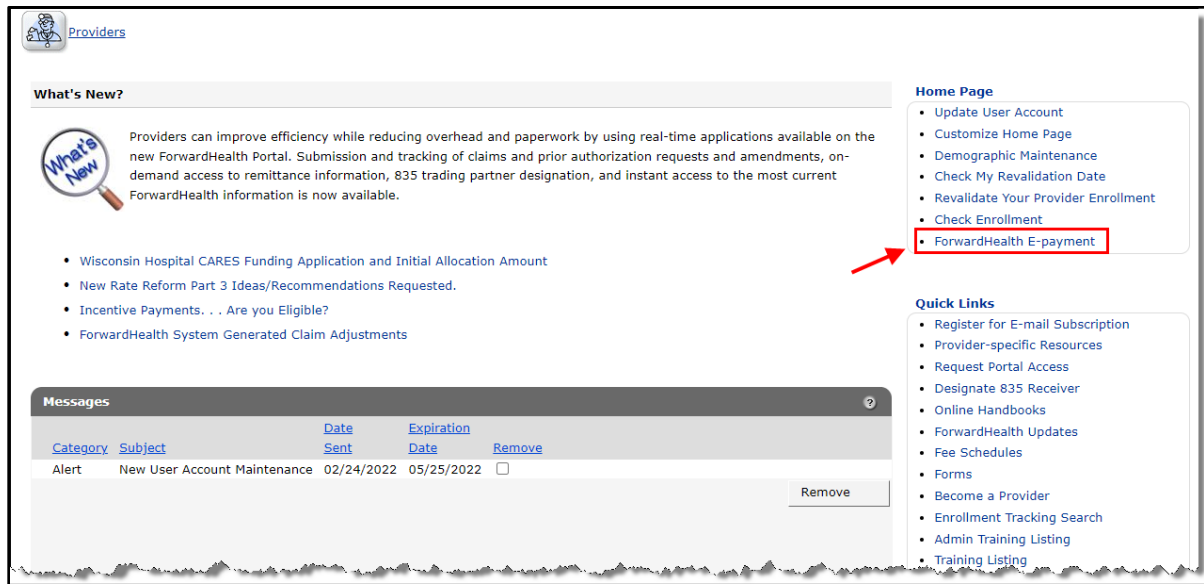 Providers
What's New?
What's
New
Providers can improve efficiency while reducing overhead and paperwork by using real-time applications available on the
new ForwardHealth Portal. Submission and tracking of claims and prior authorization requests and amendments, on-
demand access to remittance information, 835 trading partner designation, and instant access to the most current
ForwardHealth information is now available.
• Wisconsin Hospital CARES Funding Application and Initial Allocation Amount
• New Rate Reform Part 3 Ideas/Recommendations Requested.
• Incentive Payments. . . Are you Eligible?
• ForwardHealth System Generated Claim Adjustments
Messages ?
Date Expiration
Category Subject Sent Date Remove
Alert New User Account Maintenance 02/24/2022 05/25/2022
Remove
Home Page
• Update User Account
• Customize Home Page
• Demographic Maintenance
• Check My Revalidation Date
• Revalidate Your Provider Enrollment
• Check Enrollment
• ForwardHealth E-payment
Quick Links
• Register for E-mail Subscription
• Provider-specific Resources
• Request Portal Access
• Designate 835 Receiver
• Online Handbooks
• ForwardHealth Updates
• Fee Schedules
• Forms
• Become a Provider
• Enrollment Tracking Search
• Admin Training Listing
• Training Listing